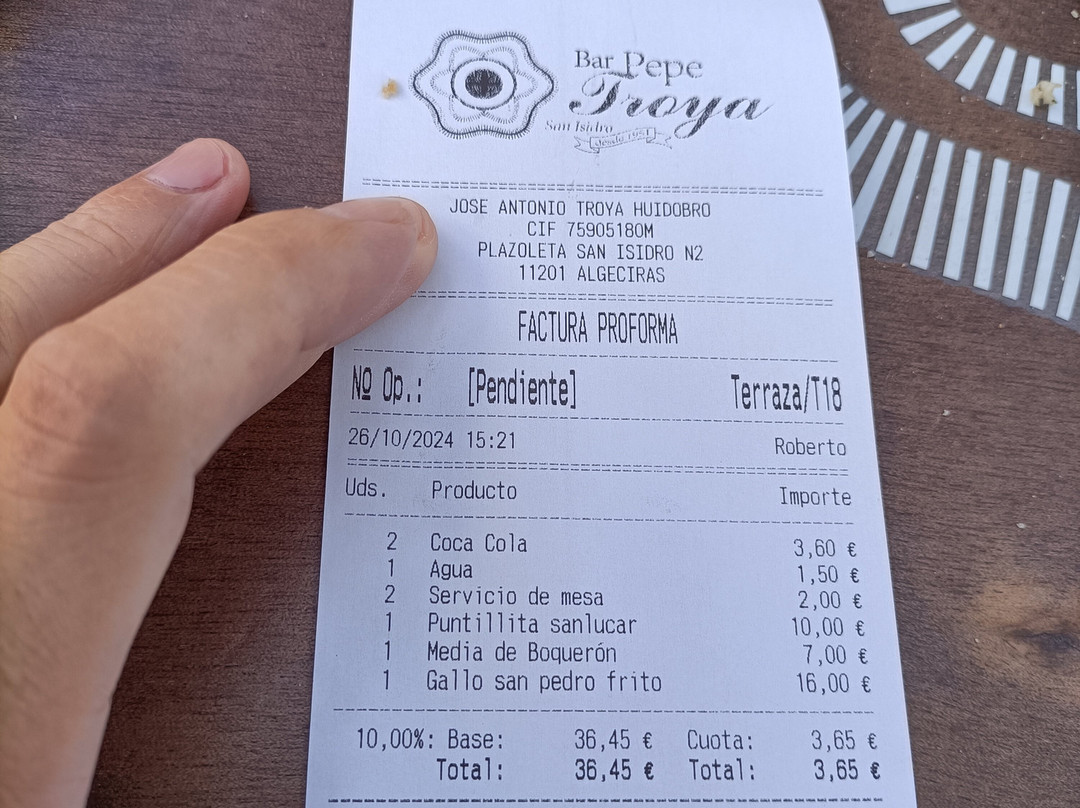 Bar Pepe
Troya
San Isidro
desde 1951
JOSE ANTONIO TROYA HUIDOBRO
CIF 75905180M
PLAZOLETA SAN ISIDRO N2
11201 ALGECIRAS
FACTURA PROFORMA
Nº Op.: [Pendiente] Terraza/T18
26/10/2024 15:21 Roberto
Uds. Producto Importe
2 Coca Cola 3,60 €
1 Agua 1,50 €
2 Servicio de mesa 2,00 €
1 Puntillita sanlucar 10,00 €
1 Media de Boquerón 7,00 €
1 Gallo san pedro frito 16,00 €
10,00%: Base: 36,45 € Cuota: 3,65 €
Total: 36,45 € Total: 3,65 €